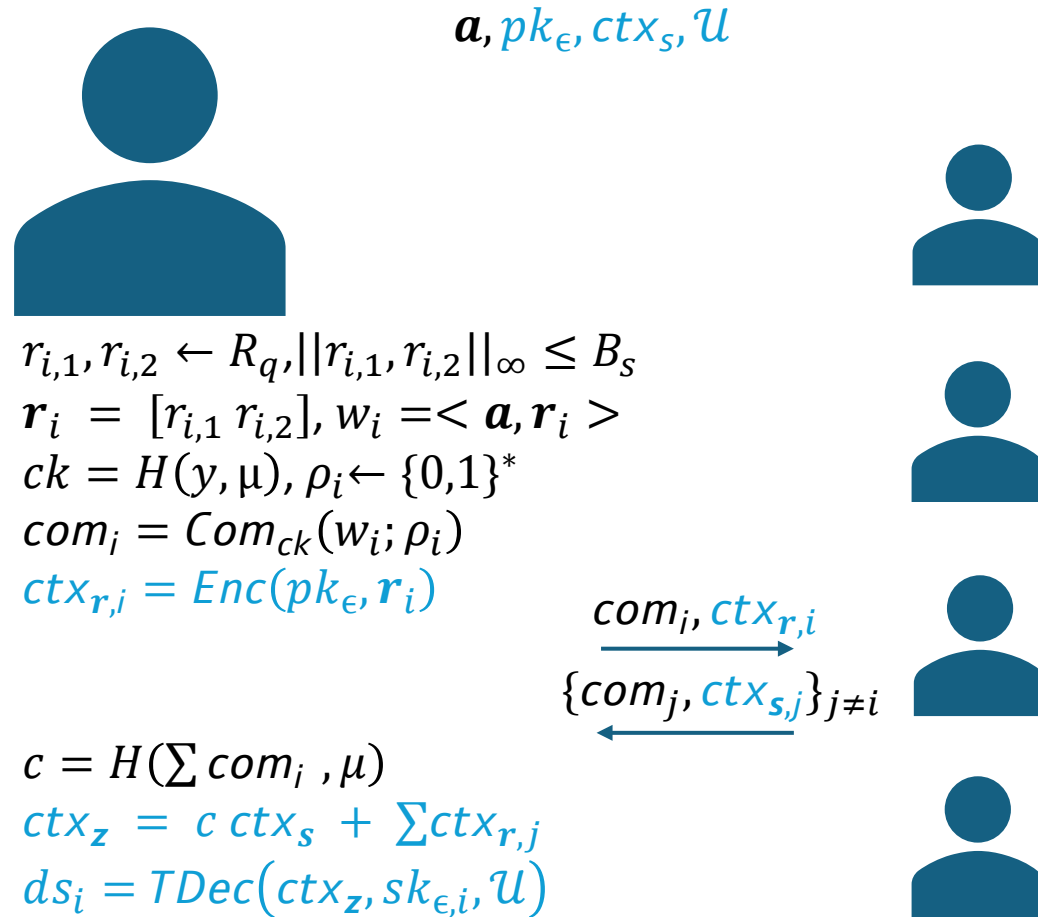 𝒂, pk_ϵ, ctx_s, 𝒰
r_{i,1}, r_{i,2} ← R_q, ||r_{i,1}, r_{i,2}||_∞ ≤ B_s
𝒓_i = [r_{i,1} r_{i,2}], w_i =< 𝒂, 𝒓_i >
ck = H(y, μ), ρ_i ← {0,1}^*
com_i = Com_{ck}(w_i; ρ_i)
ctx_{𝒓,i} = Enc(pk_ϵ, 𝒓_i)
com_i, ctx_{𝒓,i}
{com_j, ctx_{𝒔,j}}_{j≠i}
c = H(∑ com_i , μ)
ctx_𝒛 = c ctx_𝒔 + ∑ctx_{𝒓,j}
ds_i = TDec(ctx_𝒛, sk_{ϵ,i}, 𝒰)